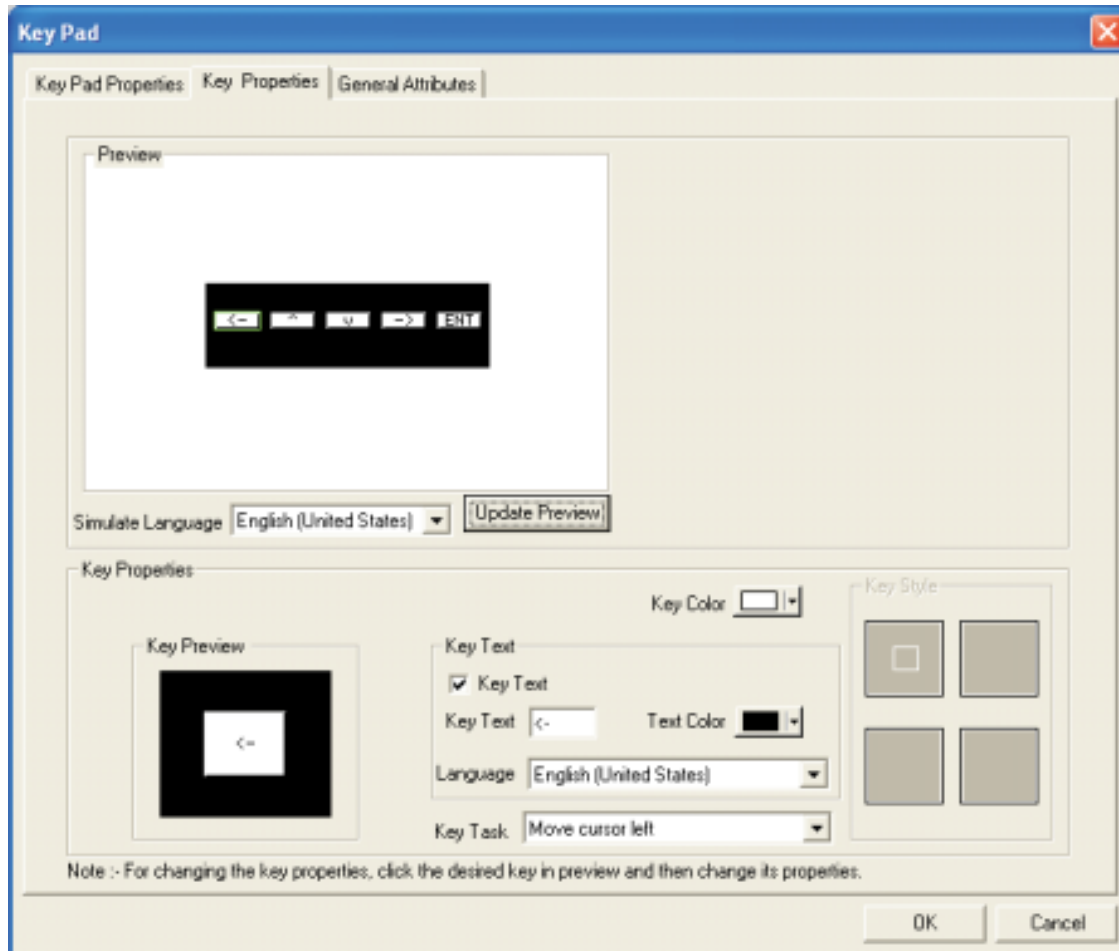 Key Pad
Key Pad Properties Key Properties General Attributes
Preview
<- ^ v -> ENT
Simulate Language English (United States) Update Preview
Key Properties
Key Color Key Style
Key Preview Key Text
Key Text
Key Text <- Text Color
<-
Language English (United States)
Key Task Move cursor left
Note :- For changing the key properties, click the desired key in preview and then change its properties.
OK Cancel